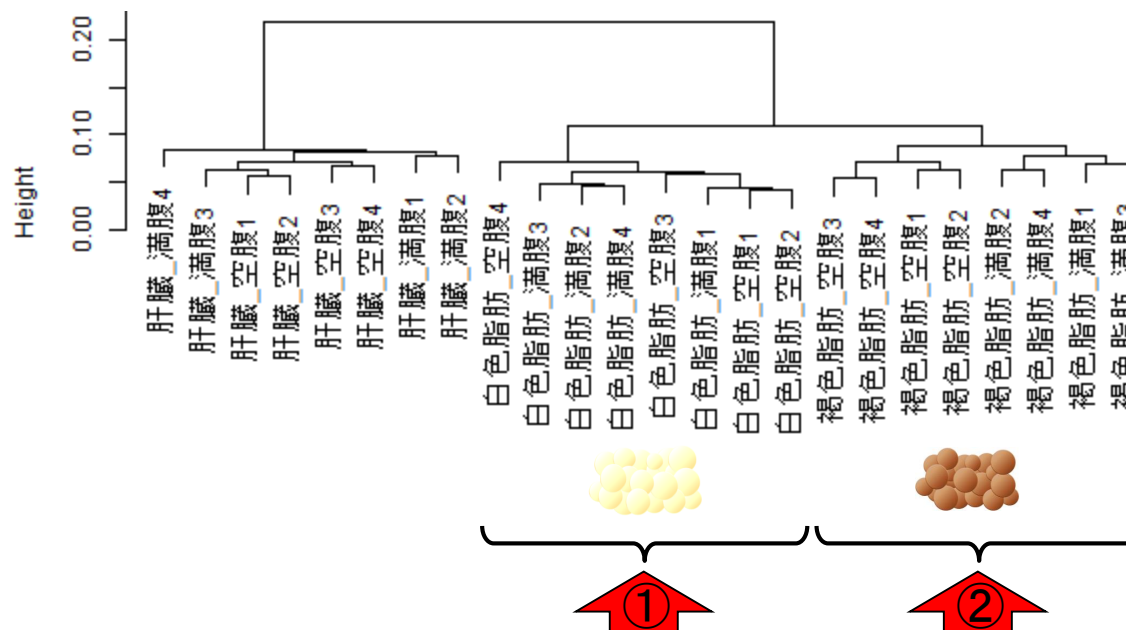 Height
0.00
0.10
0.20
肝臓_満腹4
肝臓_満腹3
肝臓_空腹1
肝臓_空腹2
肝臓_空腹3
肝臓_空腹4
肝臓_満腹1
肝臓_満腹2
白色脂肪_空腹4
白色脂肪_満腹3
白色脂肪_満腹2
白色脂肪_満腹4
白色脂肪_空腹3
白色脂肪_満腹1
白色脂肪_空腹1
白色脂肪_空腹2
褐色脂肪_空腹3
褐色脂肪_空腹4
褐色脂肪_空腹1
褐色脂肪_空腹2
褐色脂肪_満腹2
褐色脂肪_満腹4
褐色脂肪_満腹1
褐色脂肪_満腹3
①
②